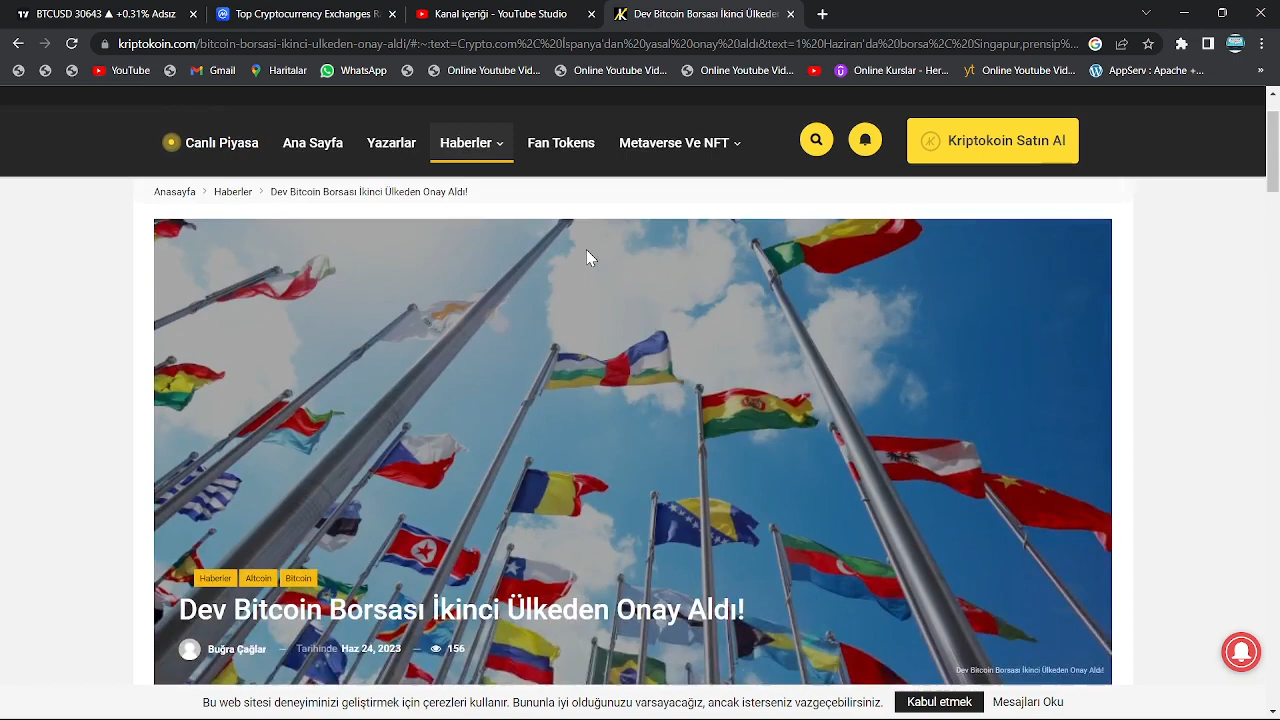 BTCUSD 30643 ▲ +0.31% Adsız
Top Cryptocurrency Exchanges R
Kanal içeriği - YouTube Studio
Dev Bitcoin Borsası İkinci Ülkeden
kriptokoin.com/bitcoin-borsasi-ikinci-ulkeden-onay-aldi/#:~:text=Crypto.com%2C%20İspanya'dan%20yasal%20onay%20aldı&text=1%20Haziran'da%20borsa%2C%20Singapur,prensip%...
YouTube
Gmail
Haritalar
WhatsApp
Online Youtube Vid...
Online Youtube Vid...
Online Youtube Vid...
Online Kurslar - Her...
Online Youtube Vid...
AppServ : Apache +...
»
Canlı Piyasa
Ana Sayfa
Yazarlar
Haberler
Fan Tokens
Metaverse Ve NFT
Kriptokoin Satın Al
Anasayfa > Haberler > Dev Bitcoin Borsası İkinci Ülkeden Onay Aldı!
Haberler Altcoin Bitcoin
Dev Bitcoin Borsası İkinci Ülkeden Onay Aldı!
Buğra Çağlar — Tarihinde Haz 24, 2023 — 156
Dev Bitcoin Borsası İkinci Ülkeden Onay Aldı!
Bu web sitesi deneyiminizi geliştirmek için çerezleri kullanır. Bununla iyi olduğunuzu varsayacağız, ancak isterseniz vazgeçebilirsiniz.
Kabul etmek
Mesajları Oku